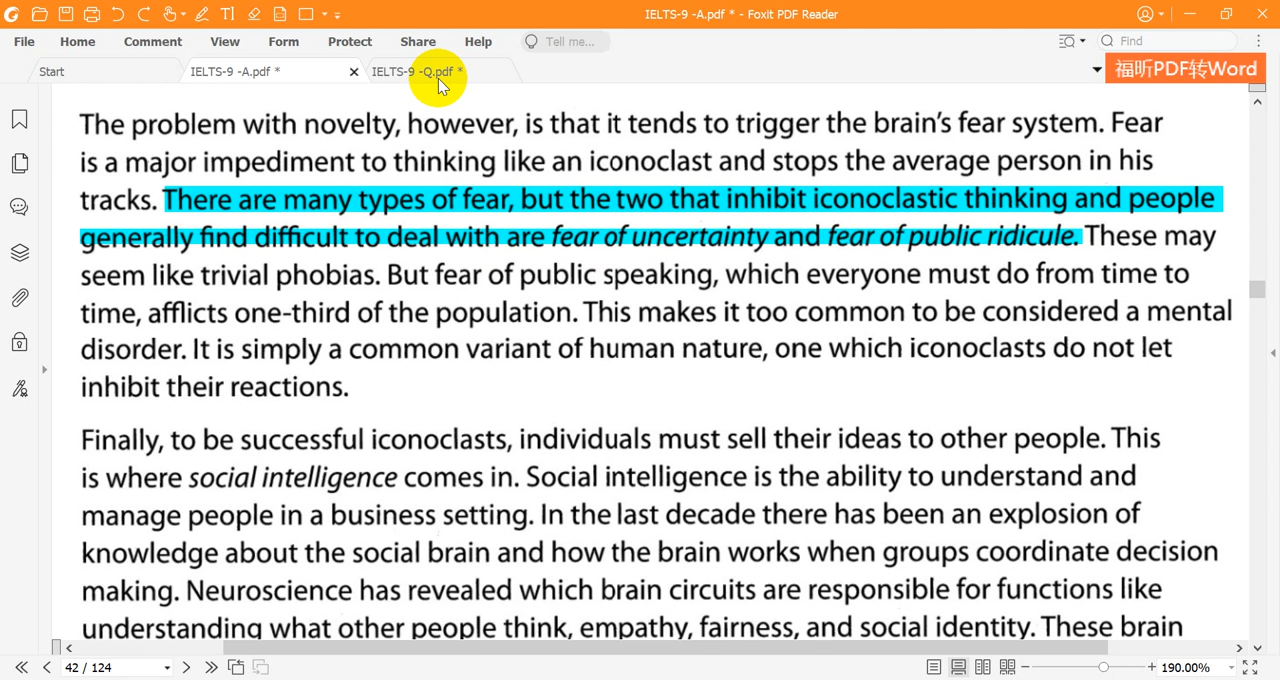 IELTS-9 -A.pdf * - Foxit PDF Reader
File Home Comment View Form Protect Share Help Tell me... Find
Start IELTS-9 -A.pdf * IELTS-9 -Q.pdf * 福昕PDF转Word
The problem with novelty, however, is that it tends to trigger the brain's fear system. Fear
is a major impediment to thinking like an iconoclast and stops the average person in his
tracks. There are many types of fear, but the two that inhibit iconoclastic thinking and people
generally find difficult to deal with are fear of uncertainty and fear of public ridicule. These may
seem like trivial phobias. But fear of public speaking, which everyone must do from time to
time, afflicts one-third of the population. This makes it too common to be considered a mental
disorder. It is simply a common variant of human nature, one which iconoclasts do not let
inhibit their reactions.
Finally, to be successful iconoclasts, individuals must sell their ideas to other people. This
is where social intelligence comes in. Social intelligence is the ability to understand and
manage people in a business setting. In the last decade there has been an explosion of
knowledge about the social brain and how the brain works when groups coordinate decision
making. Neuroscience has revealed which brain circuits are responsible for functions like
understanding what other people think, empathy, fairness, and social identity. These brain
42 / 124 190.00%